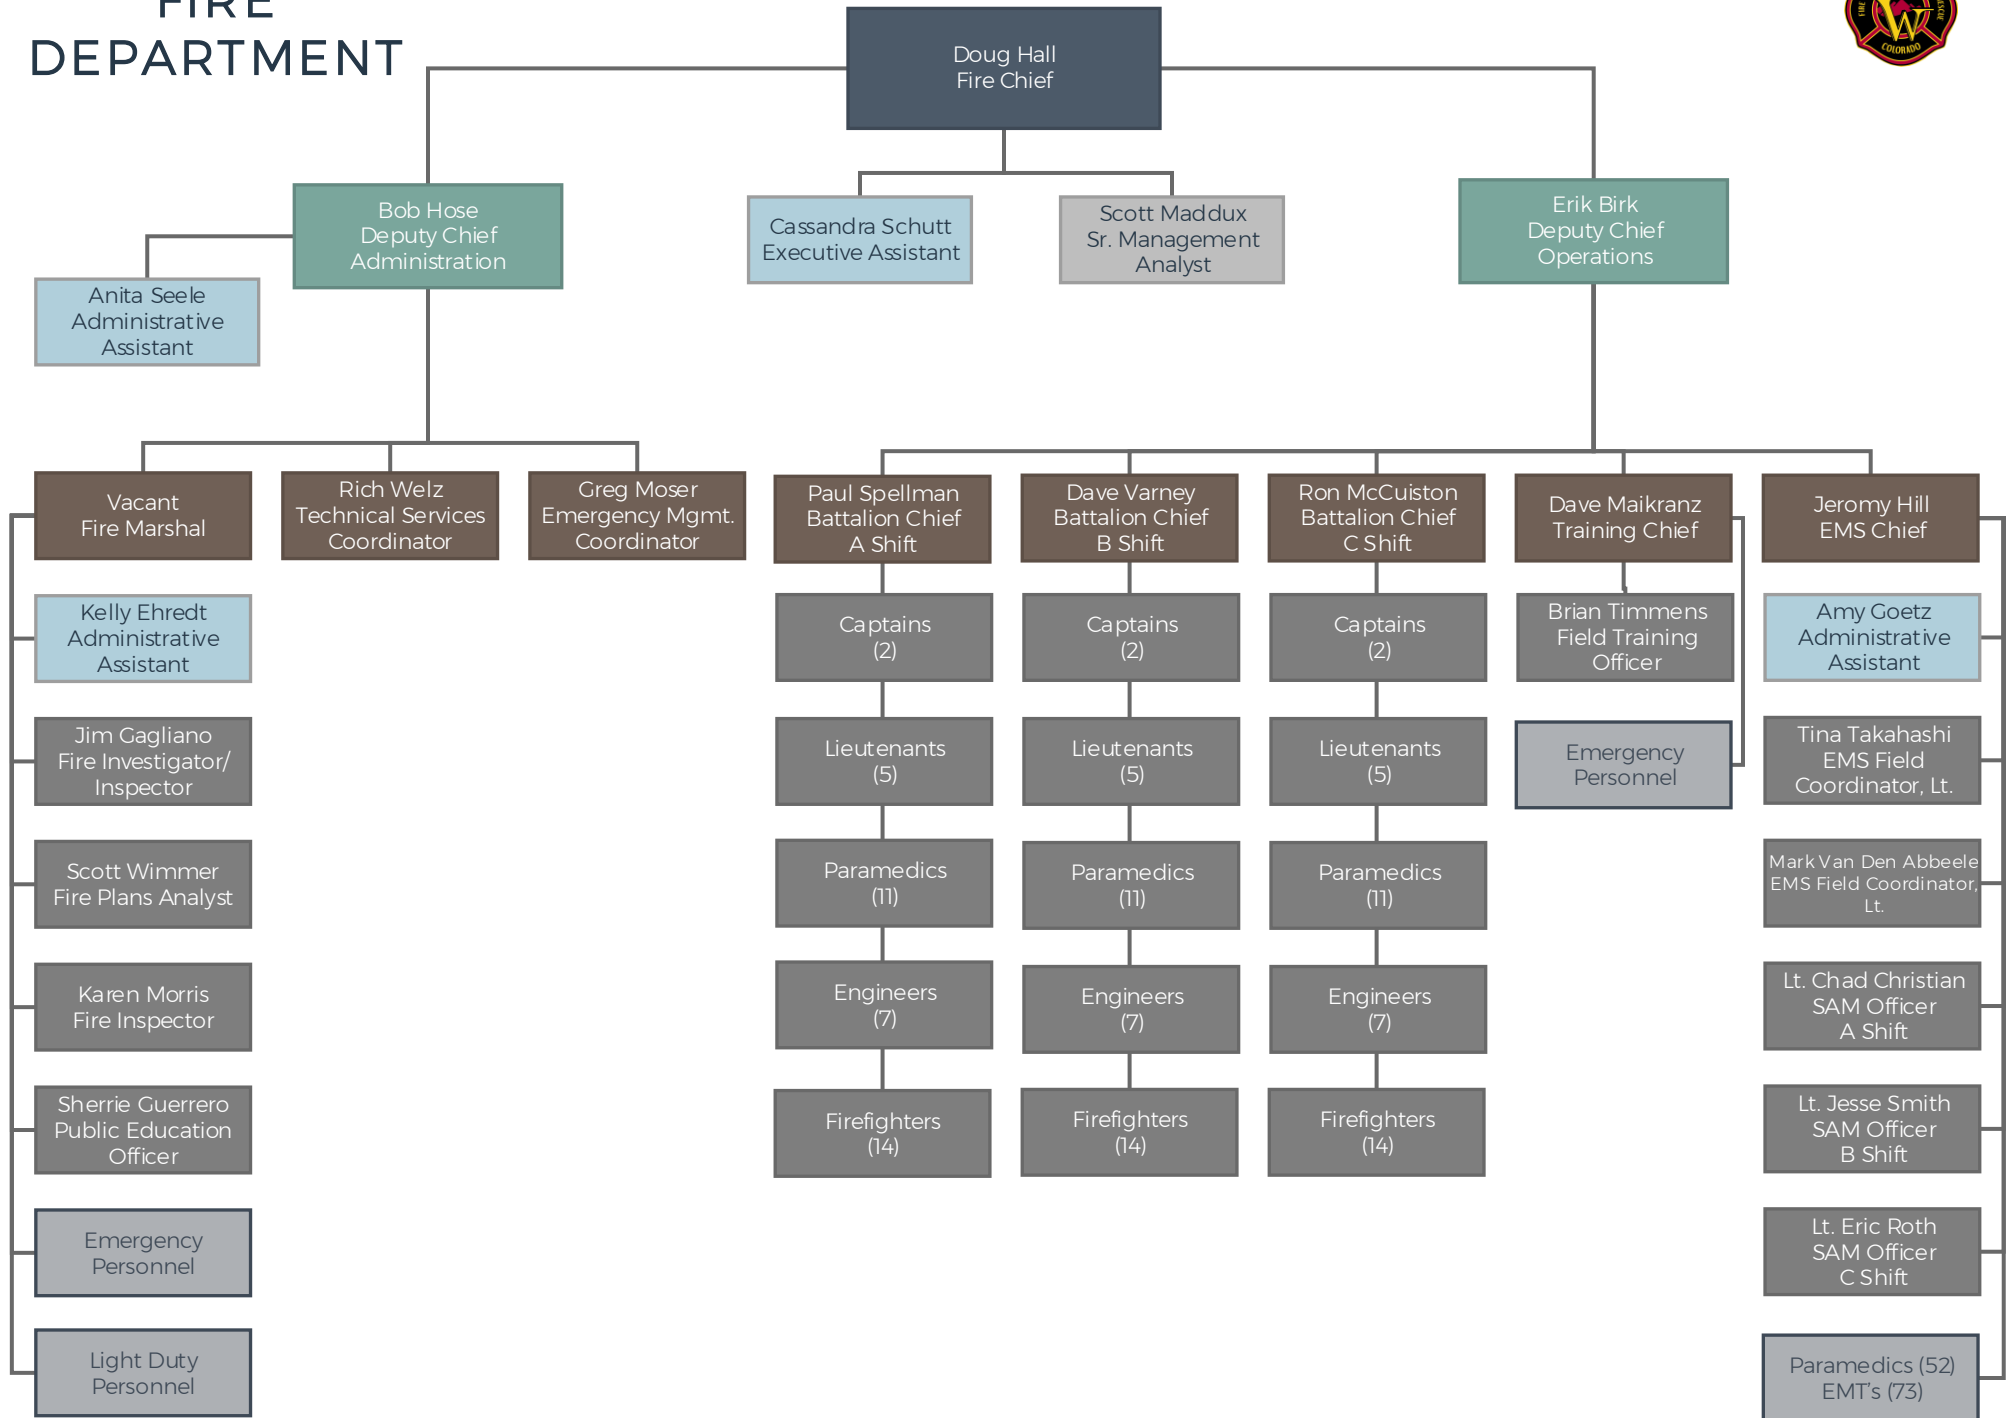 FIRE
DEPARTMENT
Doug Hall
Fire Chief
FIRE
W
COLORADO
Bob Hose
Deputy Chief
Administration
Cassandra Schutt
Executive Assistant
Scott Maddux
Sr. Management
Analyst
Erik Birk
Deputy Chief
Operations
Anita Seele
Administrative
Assistant
Vacant
Fire Marshal
Rich Welz
Technical Services
Coordinator
Greg Moser
Emergency Mgmt.
Coordinator
Paul Spellman
Battalion Chief
A Shift
Dave Varney
Battalion Chief
B Shift
Ron McCuiston
Battalion Chief
C Shift
Dave Maikranz
Training Chief
Jeromy Hill
EMS Chief
Kelly Ehredt
Administrative
Assistant
Captains
(2)
Captains
(2)
Captains
(2)
Brian Timmens
Field Training
Officer
Amy Goetz
Administrative
Assistant
Jim Gagliano
Fire Investigator/
Inspector
Lieutenants
(5)
Lieutenants
(5)
Lieutenants
(5)
Emergency
Personnel
Tina Takahashi
EMS Field
Coordinator, Lt.
Scott Wimmer
Fire Plans Analyst
Paramedics
(11)
Paramedics
(11)
Paramedics
(11)
Mark Van Den Abbeele
EMS Field Coordinator,
Lt.
Karen Morris
Fire Inspector
Engineers
(7)
Engineers
(7)
Engineers
(7)
Lt. Chad Christian
SAM Officer
A Shift
Sherrie Guerrero
Public Education
Officer
Firefighters
(14)
Firefighters
(14)
Firefighters
(14)
Lt. Jesse Smith
SAM Officer
B Shift
Emergency
Personnel
Lt. Eric Roth
SAM Officer
C Shift
Light Duty
Personnel
Paramedics (52)
EMT’s (73)